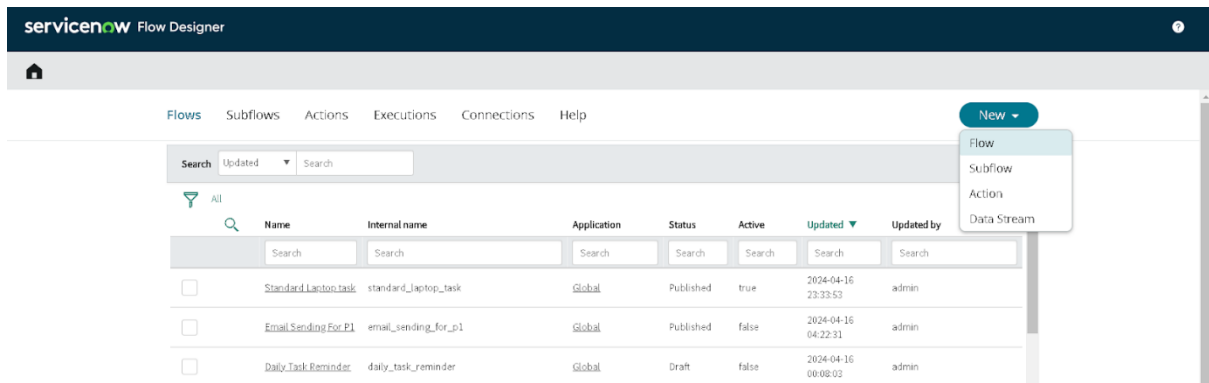 servicenow Flow Designer
?
Flows Subflows Actions Executions Connections Help New
Flow
Subflow
Action
Data Stream
Search Updated Search
All
Name Internal name Application Status Active Updated Updated by
Search Search Search Search Search Search Search
Standard Laptop task standard_laptop_task Global Published true 2024-04-16 23:33:53 admin
Email Sending For P1 email_sending_for_p1 Global Published false 2024-04-16 04:22:31 admin
Daily Task Reminder daily_task_reminder Global Draft false 2024-04-16 00:08:03 admin